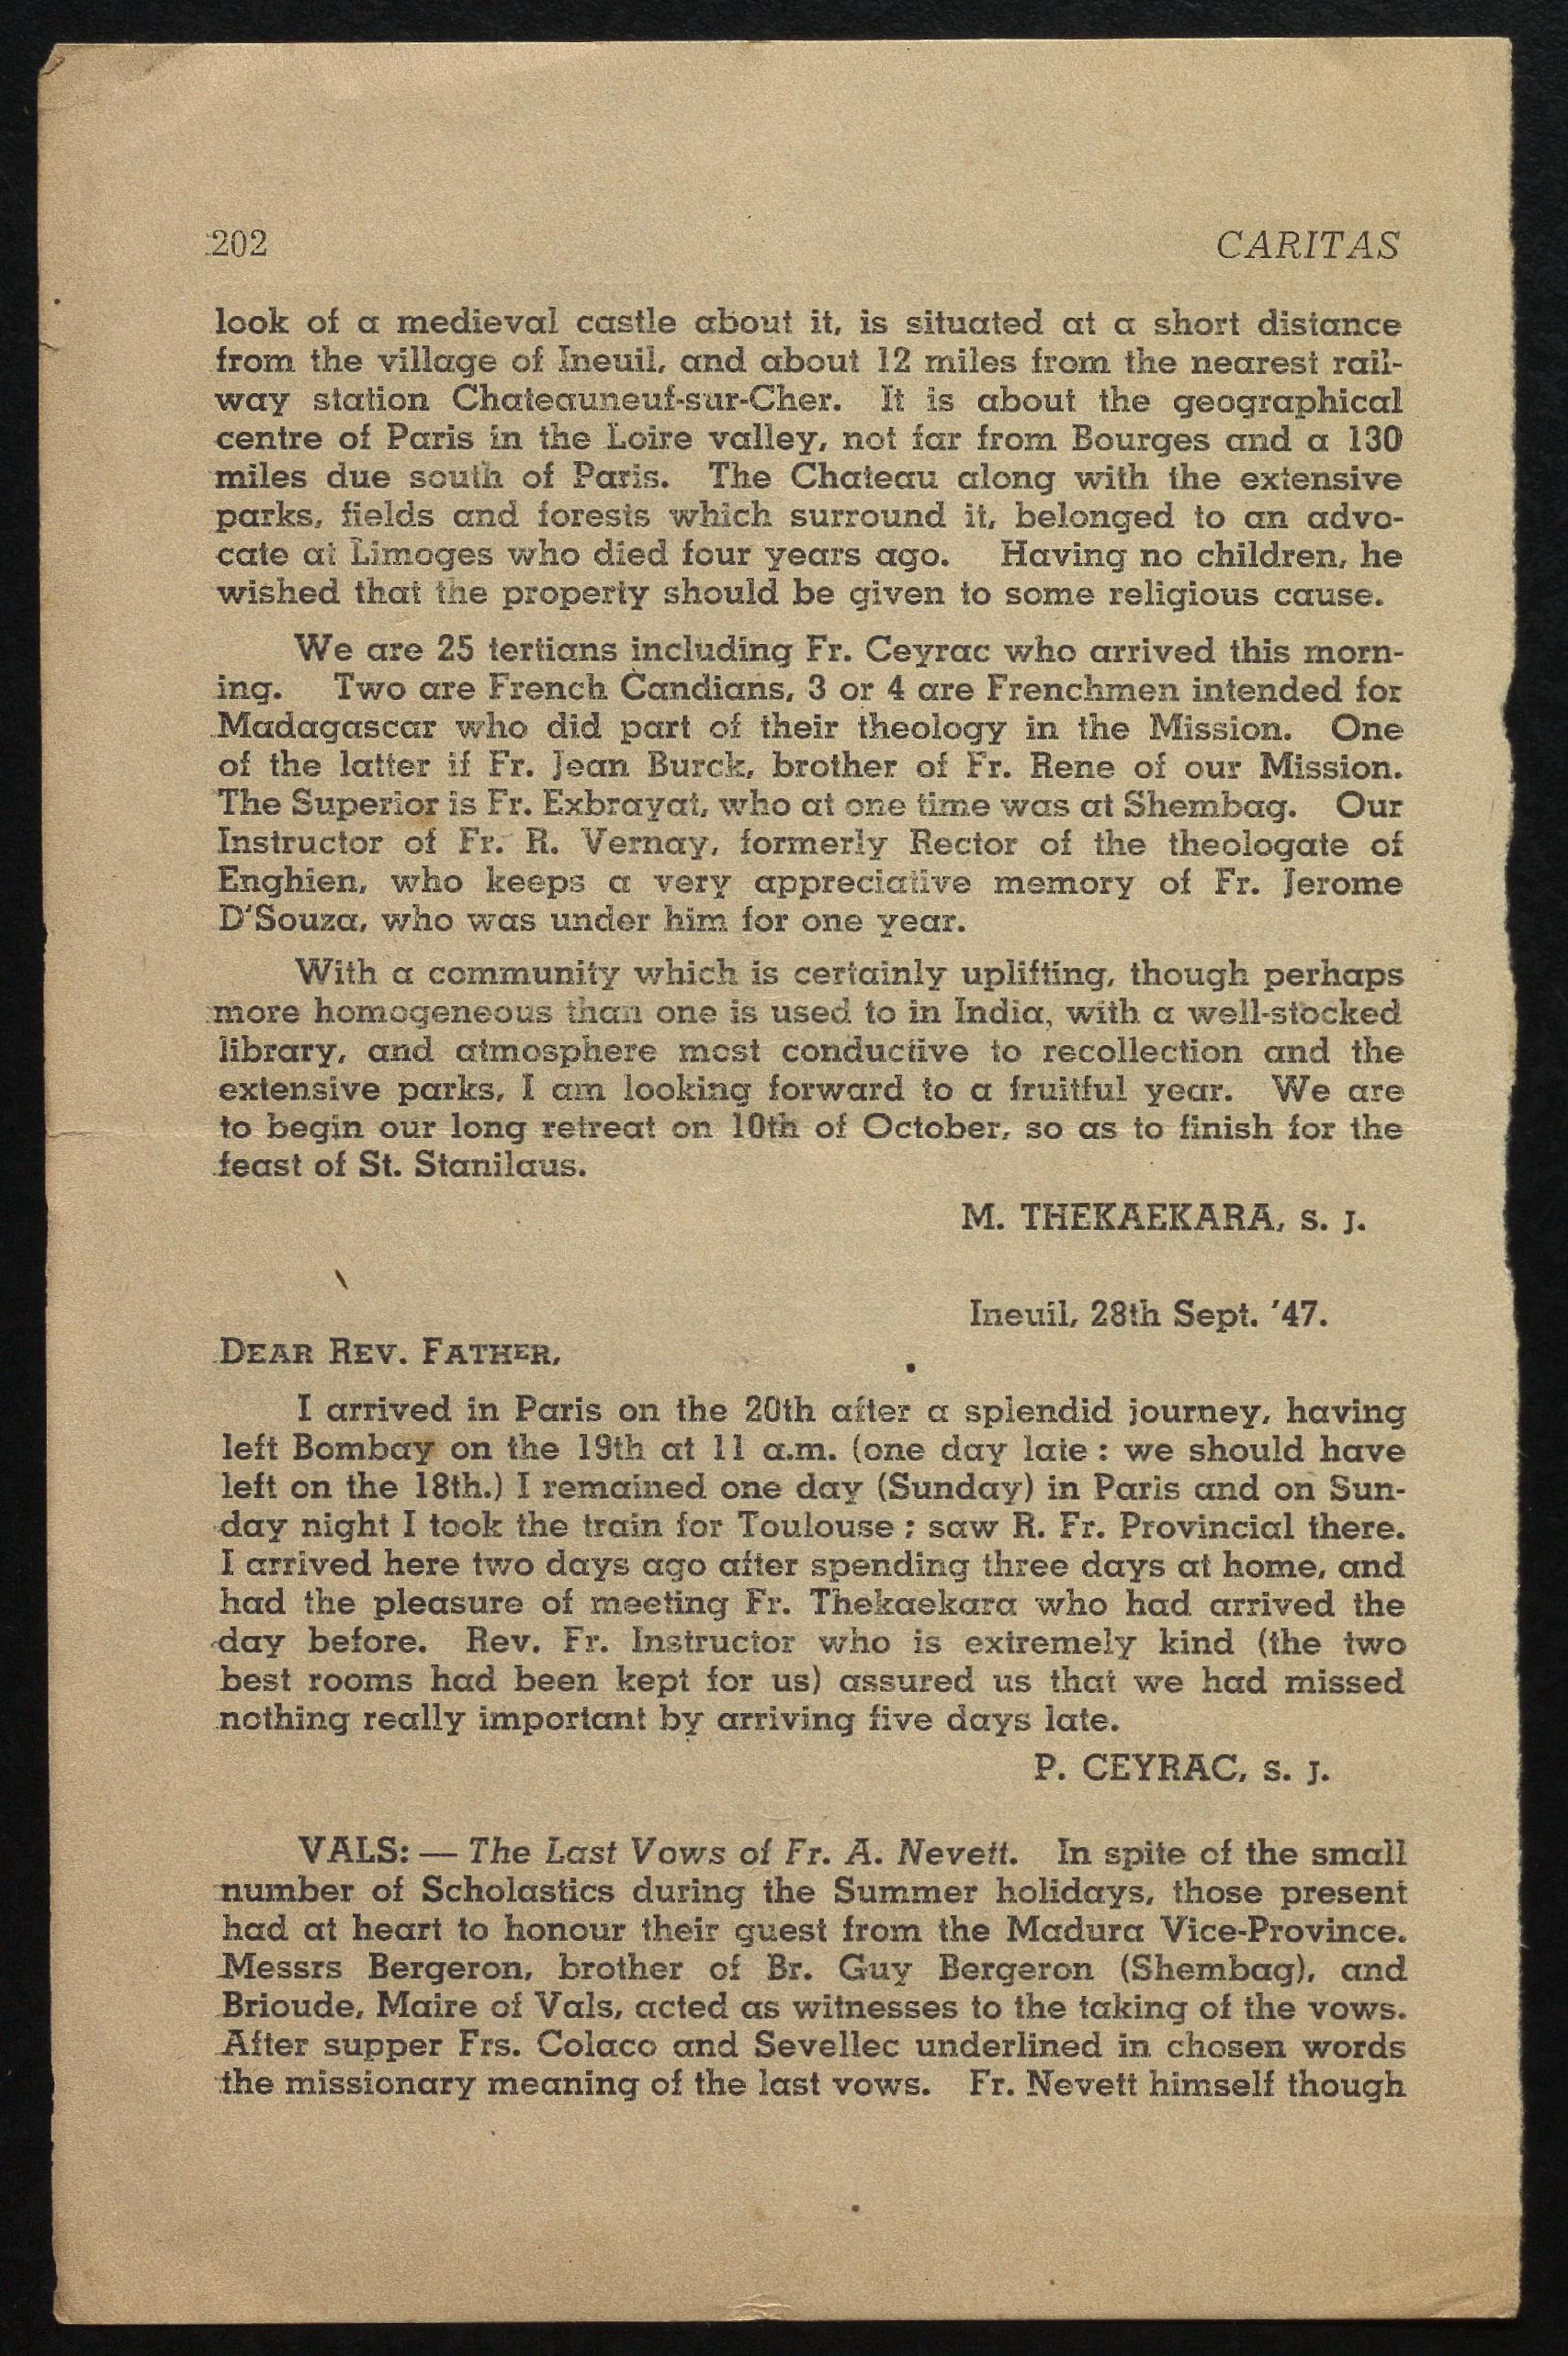 202 CARITAS
look of a medieval castle about it, is situated at a short distance
from the village of Ineuil, and about 12 miles from the nearest rail-
way station Chateauneuf-sur-Cher. It is about the geographical
centre of Paris in the Loire valley, not far from Bourges and a 130
miles due south of Paris. The Chateau along with the extensive
parks, fields and forests which surround it, belonged to an advo-
cate at Limoges who died four years ago. Having no children, he
wished that the property should be given to some religious cause.
We are 25 tertians including Fr. Ceyrac who arrived this morn-
ing. Two are French Candians, 3 or 4 are Frenchmen intended for
Madagascar who did part of their theology in the Mission. One
of the latter if Fr. Jean Burck, brother of Fr. Rene of our Mission.
The Superior is Fr. Exbrayat, who at one time was at Shembag. Our
Instructor of Fr. R. Vernay, formerly Rector of the theologate of
Enghien, who keeps a very appreciative memory of Fr. Jerome
D'Souza, who was under him for one year.
With a community which is certainly uplifting, though perhaps
more homogeneous than one is used to in India, with a well-stocked
library, and atmosphere most conductive to recollection and the
extensive parks, I am looking forward to a fruitful year. We are
to begin our long retreat on 10th of October, so as to finish for the
feast of St. Stanilaus.
M. THEKAEKARA, S. J.
Ineuil, 28th Sept. '47.
DEAR REV. FATHER,
I arrived in Paris on the 20th after a splendid journey, having
left Bombay on the 19th at 11 a.m. (one day late : we should have
left on the 18th.) I remained one day (Sunday) in Paris and on Sun-
day night I took the train for Toulouse ; saw R. Fr. Provincial there.
I arrived here two days ago after spending three days at home, and
had the pleasure of meeting Fr. Thekaekara who had arrived the
day before. Rev. Fr. Instructor who is extremely kind (the two
best rooms had been kept for us) assured us that we had missed
nothing really important by arriving five days late.
P. CEYRAC, S. J.
VALS: — The Last Vows of Fr. A. Nevett. In spite of the small
number of Scholastics during the Summer holidays, those present
had at heart to honour their guest from the Madura Vice-Province.
Messrs Bergeron, brother of Br. Guy Bergeron (Shembag), and
Brioude, Maire of Vals, acted as witnesses to the taking of the vows.
After supper Frs. Colaco and Sevellec underlined in chosen words
the missionary meaning of the last vows. Fr. Nevett himself though